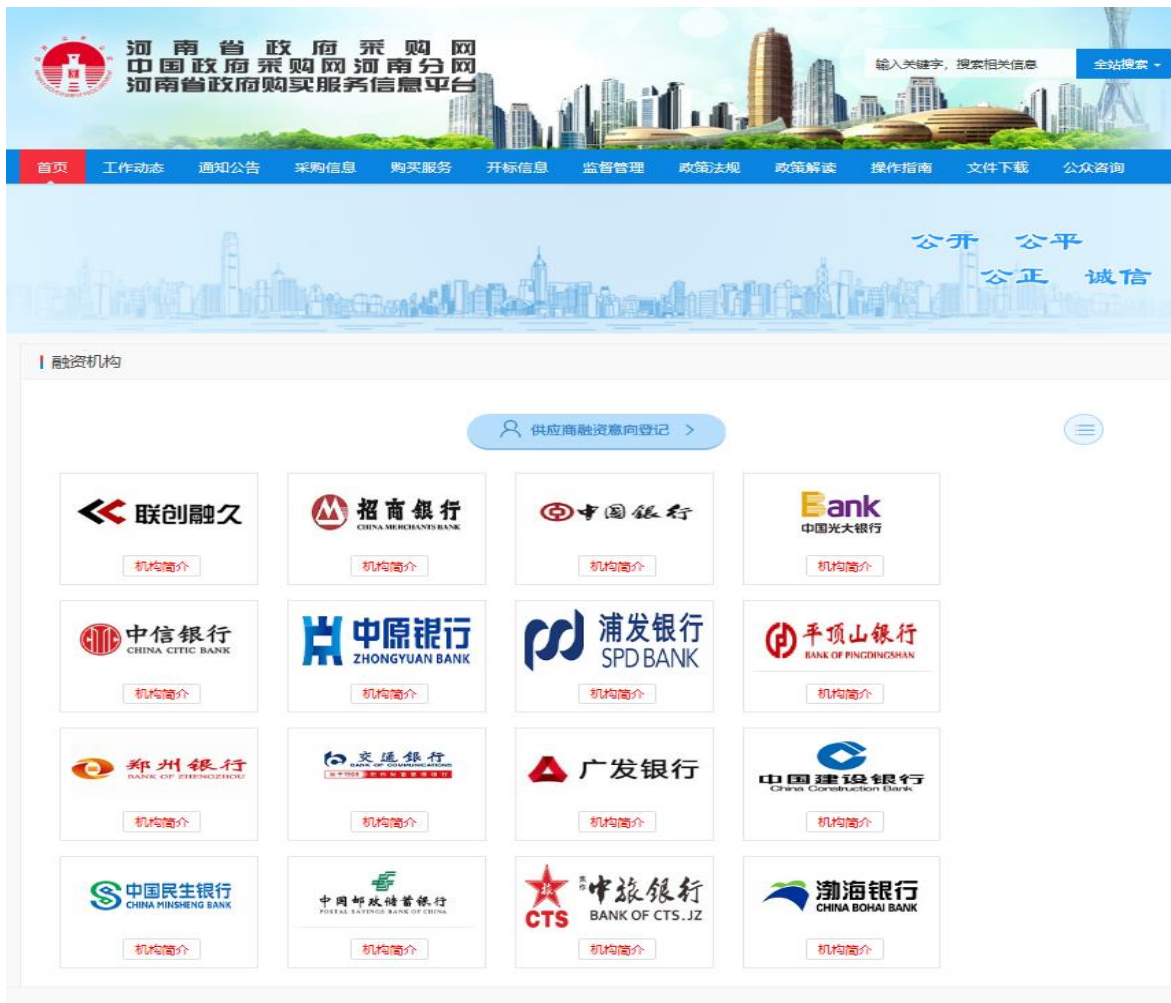 河南省政府采购网
中国政府采购网河南分网
河南省政府购买服务信息平台
输入关键字，搜索相关信息 全站搜索
首页 工作动态 通知公告 采购信息 购买服务 开标信息 监督管理 政策法规 政策解读 操作指南 文件下载 公众咨询
公开 公平
公正 诚信
融资机构
供应商融资意向登记 >
联创融久
机构简介
招商银行
CHINA MERCHANTS BANK
机构简介
中国银行
机构简介
Bank
中国光大银行
机构简介
中信银行
CHINA CITIC BANK
机构简介
中原银行
ZHONGYUAN BANK
机构简介
浦发银行
SPD BANK
机构简介
平顶山银行
BANK OF PINGDINGSHAN
机构简介
郑州银行
BANK OF ZHENGZHOU
机构简介
交通银行
BANK OF COMMUNICATIONS
机构简介
广发银行
机构简介
中国建设银行
China Construction Bank
机构简介
中国民生银行
CHINA MINSHENG BANK
机构简介
中国邮政储蓄银行
POSTAL SAVINGS BANK OF CHINA
机构简介
旅
CTS
焦作中旅银行
BANK OF CTS.JZ
机构简介
渤海银行
CHINA BOHAI BANK
机构简介